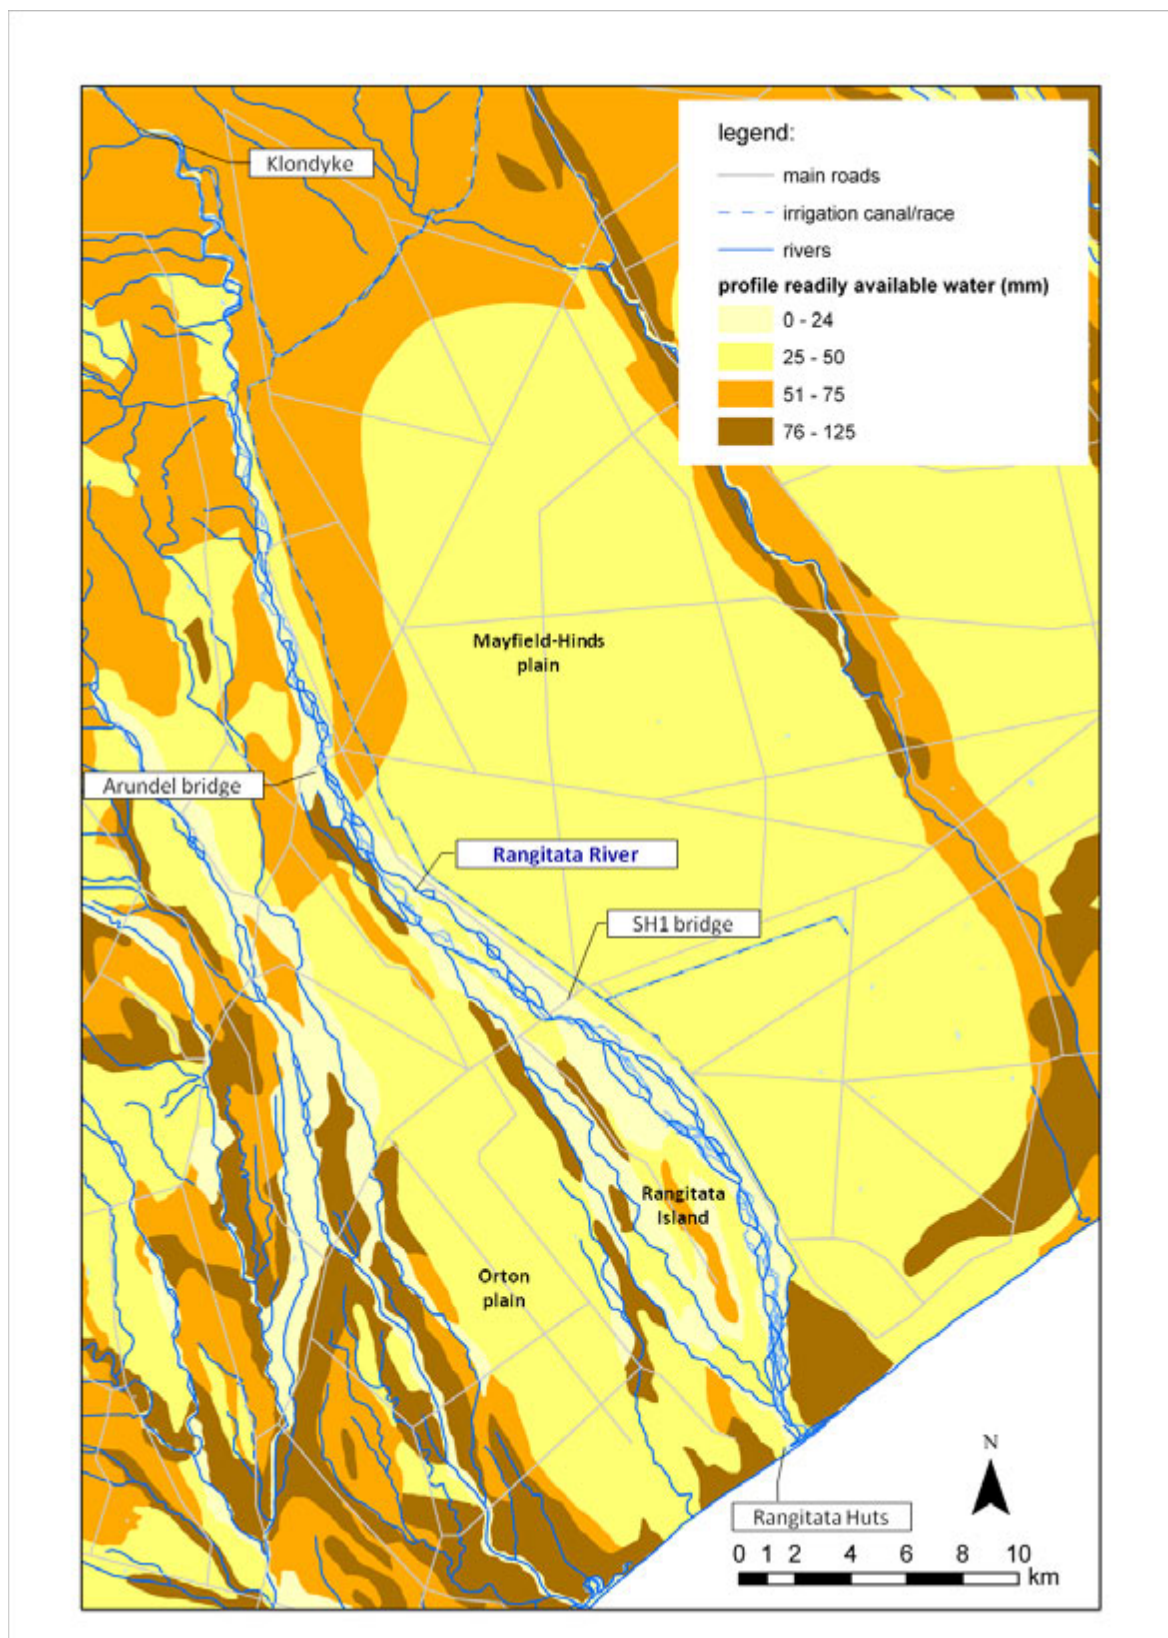 legend:
main roads
irrigation canal/race
rivers
profile readily available water (mm)
0 - 24
25 - 50
51 - 75
76 - 125
Klondyke
Mayfield-Hinds
plain
Arundel bridge
Rangitata River
SH1 bridge
Rangitata
Island
Orton
plain
Rangitata Huts
N
0 1 2 4 6 8 10
km